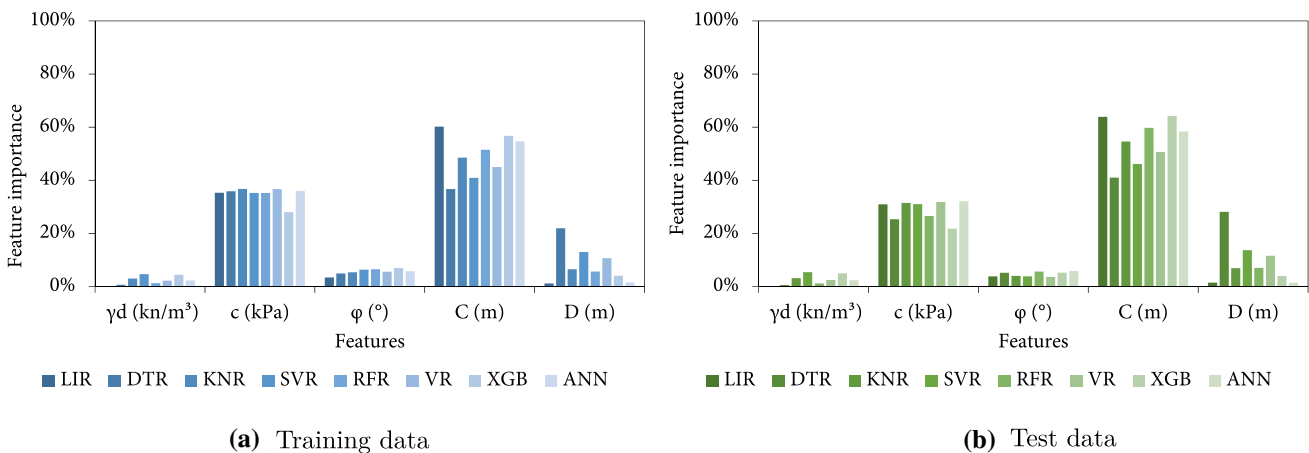 100%
80%
60%
40%
20%
0%
Feature importance
γd (kn/m³) c (kPa) φ (°) C (m) D (m)
Features
LIR DTR KNR SVR RFR VR XGB ANN
(a) Training data
100%
80%
60%
40%
20%
0%
Feature importance
γd (kn/m³) c (kPa) φ (°) C (m) D (m)
Features
LIR DTR KNR SVR RFR VR XGB ANN
(b) Test data